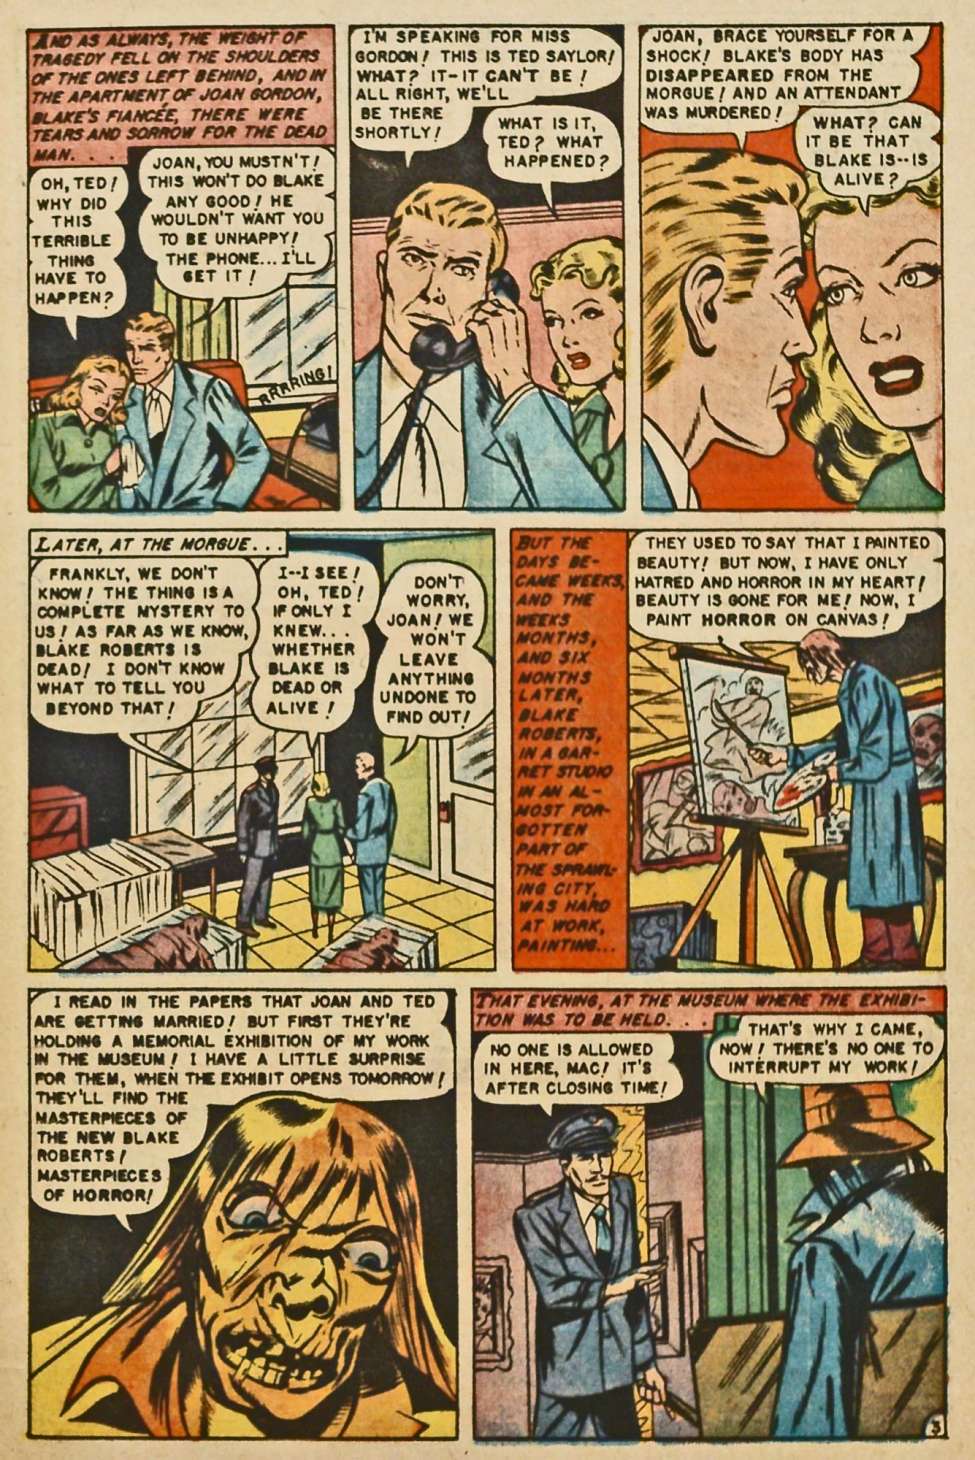 AND AS ALWAYS, THE WEIGHT OF
TRAGEDY FELL ON THE SHOULDERS
OF THE ONES LEFT BEHIND, AND IN
THE APARTMENT OF JOAN GORDON,
BLAKE'S FIANCÉE, THERE WERE
TEARS AND SORROW FOR THE DEAD
MAN. . . .
OH, TED!
WHY DID
THIS
TERRIBLE
THING
HAVE TO
HAPPEN?
JOAN, YOU MUSTN'T!
THIS WON'T DO BLAKE
ANY GOOD! HE
WOULDN'T WANT YOU
TO BE UNHAPPY!
THE PHONE... I'LL
GET IT!
RRRRING!
I'M SPEAKING FOR MISS
GORDON! THIS IS TED SAYLOR!
WHAT? IT--IT CAN'T BE!
ALL RIGHT, WE'LL
BE THERE
SHORTLY!
WHAT IS IT,
TED? WHAT
HAPPENED?
JOAN, BRACE YOURSELF FOR A
SHOCK! BLAKE'S BODY HAS
DISAPPEARED FROM THE
MORGUE! AND AN ATTENDANT
WAS MURDERED!
WHAT? CAN
IT BE THAT
BLAKE IS--IS
ALIVE?
LATER, AT THE MORGUE. . .
FRANKLY, WE DON'T
KNOW! THE THING IS A
COMPLETE MYSTERY TO
US! AS FAR AS WE KNOW,
BLAKE ROBERTS IS
DEAD! I DON'T KNOW
WHAT TO TELL YOU
BEYOND THAT!
I--I SEE!
OH, TED!
IF ONLY I
KNEW...
WHETHER
BLAKE IS
DEAD OR
ALIVE!
DON'T
WORRY,
JOAN! WE
WON'T
LEAVE
ANYTHING
UNDONE TO
FIND OUT!
BUT THE
DAYS BE-
CAME WEEKS,
AND THE
WEEKS
MONTHS,
AND SIX
MONTHS
LATER,
BLAKE
ROBERTS,
IN A GAR-
RET STUDIO
IN AN AL-
MOST FOR-
GOTTEN
PART OF
THE SPRAWL-
ING CITY,
WAS HARD
AT WORK,
PAINTING...
THEY USED TO SAY THAT I PAINTED
BEAUTY! BUT NOW, I HAVE ONLY
HATRED AND HORROR IN MY HEART!
BEAUTY IS GONE FOR ME! NOW, I
PAINT HORROR ON CANVAS!
I READ IN THE PAPERS THAT JOAN AND TED
ARE GETTING MARRIED! BUT FIRST THEY'RE
HOLDING A MEMORIAL EXHIBITION OF MY WORK
IN THE MUSEUM! I HAVE A LITTLE SURPRISE
FOR THEM, WHEN THE EXHIBIT OPENS TOMORROW!
THEY'LL FIND THE
MASTERPIECES OF
THE NEW BLAKE
ROBERTS!
MASTERPIECES
OF HORROR!
THAT EVENING, AT THE MUSEUM WHERE THE EXHIBI-
TION WAS TO BE HELD. . . .
NO ONE IS ALLOWED
IN HERE, MAC! IT'S
AFTER CLOSING TIME!
THAT'S WHY I CAME,
NOW! THERE'S NO ONE TO
INTERRUPT MY WORK!
3